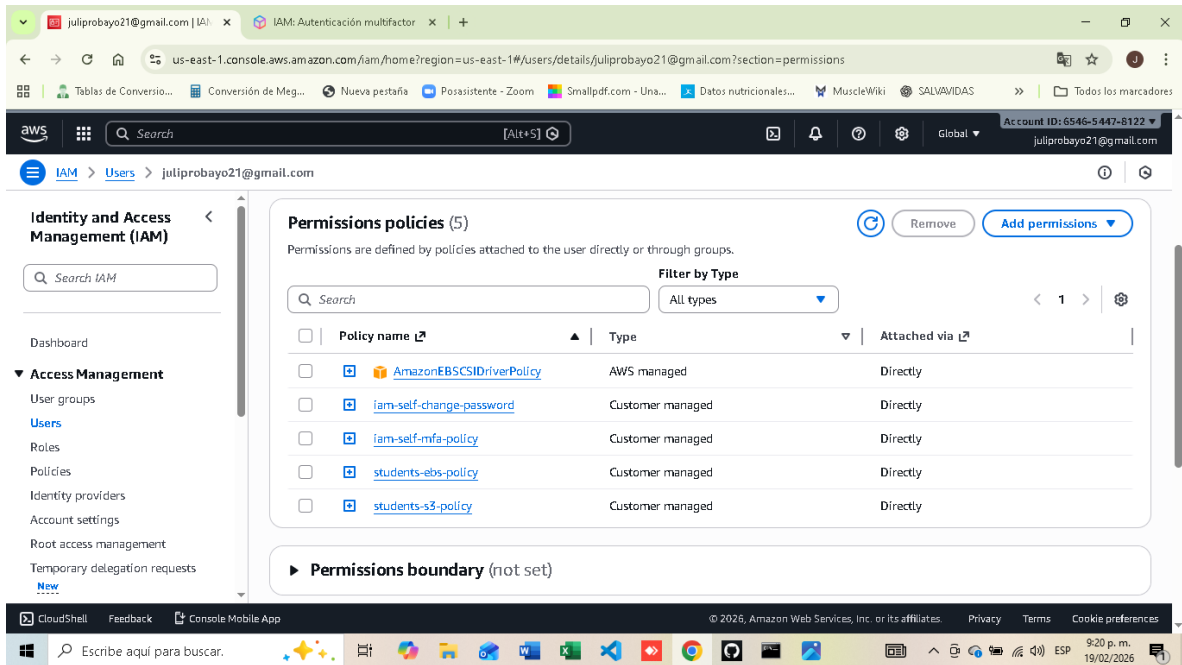 juliprobayo21@gmail.com | IAM
IAM: Autenticación multifactor
us-east-1.console.aws.amazon.com/iam/home?region=us-east-1#/users/details/juliprobayo21@gmail.com?section=permissions
J
Tablas de Conversio...
Conversión de Meg...
Nueva pestaña
Posasistente - Zoom
Smallpdf.com - Una...
Datos nutricionales...
MuscleWiki
SALVAVIDAS
»
Todos los marcadores
aws
Search
[Alt+S]
Global
Account ID: 6546-5447-8122
juliprobayo21@gmail.com
IAM > Users > juliprobayo21@gmail.com
Identity and Access
Management (IAM)
Search IAM
Dashboard
Access Management
User groups
Users
Roles
Policies
Identity providers
Account settings
Root access management
Temporary delegation requests
New
Permissions policies (5)
Remove
Add permissions
Permissions are defined by policies attached to the user directly or through groups.
Filter by Type
Search
All types
1
Policy name
Type
Attached via
AmazonEBSCSIDriverPolicy
AWS managed
Directly
iam-self-change-password
Customer managed
Directly
iam-self-mfa-policy
Customer managed
Directly
students-ebs-policy
Customer managed
Directly
students-s3-policy
Customer managed
Directly
Permissions boundary (not set)
CloudShell
Feedback
Console Mobile App
© 2026, Amazon Web Services, Inc. or its affiliates.
Privacy
Terms
Cookie preferences
Escribe aquí para buscar.
ESP
9:20 p. m.
19/02/2026
1